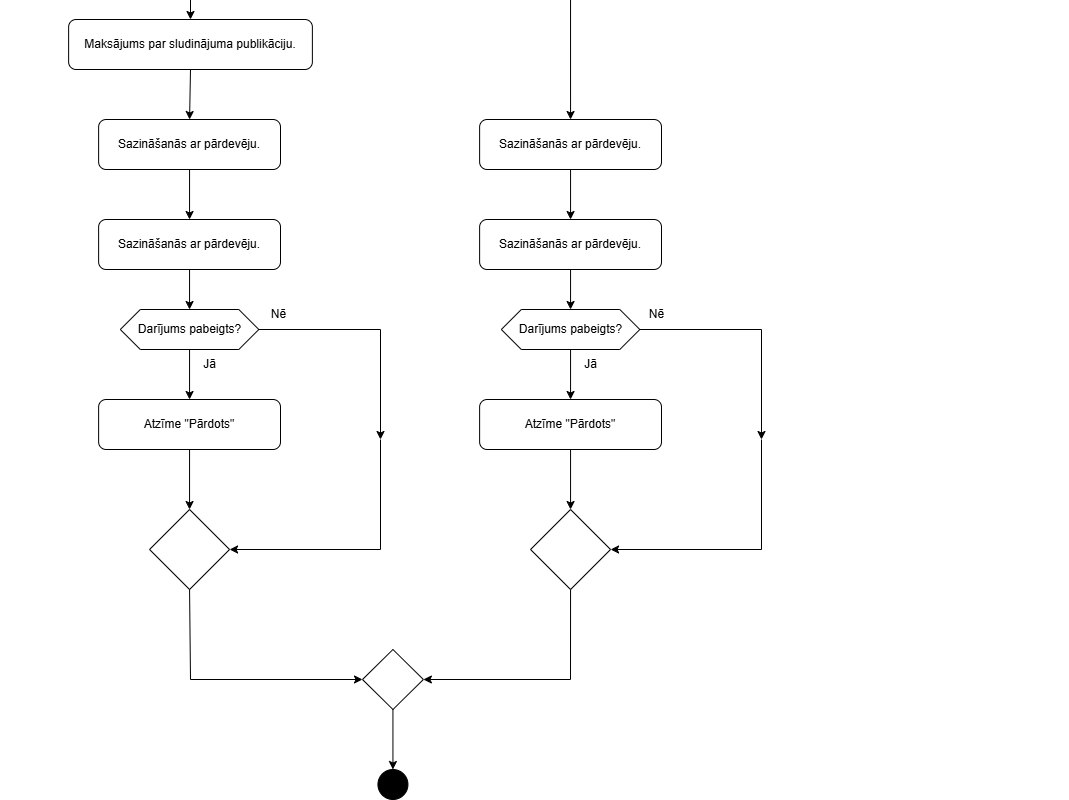 Maksājums par sludinājuma publikāciju.
Sazināšanās ar pārdevēju.
Sazināšanās ar pārdevēju.
Sazināšanās ar pārdevēju.
Sazināšanās ar pārdevēju.
Nē
Nē
Darījums pabeigts?
Darījums pabeigts?
Jā
Jā
Atzīme "Pārdots"
Atzīme "Pārdots"